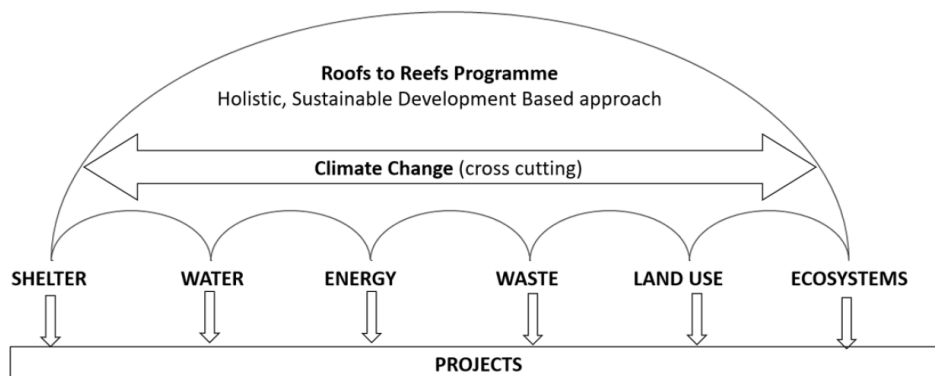 Roofs to Reefs Programme
Holistic, Sustainable Development Based approach
Climate Change (cross cutting)
SHELTER WATER ENERGY WASTE LAND USE ECOSYSTEMS
PROJECTS